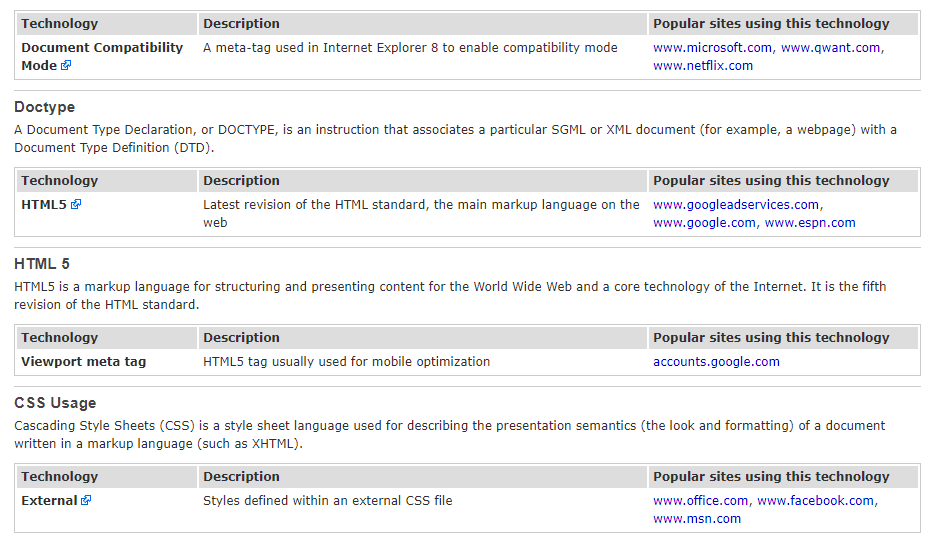 Technology Description Popular sites using this technology
Document Compatibility A meta-tag used in Internet Explorer 8 to enable compatibility mode www.microsoft.com, www.qwant.com,
Mode www.netflix.com
Doctype
A Document Type Declaration, or DOCTYPE, is an instruction that associates a particular SGML or XML document (for example, a webpage) with a
Document Type Definition (DTD).
Technology Description Popular sites using this technology
HTML5 Latest revision of the HTML standard, the main markup language on the www.googleadservices.com,
web www.google.com, www.espn.com
HTML 5
HTML5 is a markup language for structuring and presenting content for the World Wide Web and a core technology of the Internet. It is the fifth
revision of the HTML standard.
Technology Description Popular sites using this technology
Viewport meta tag HTML5 tag usually used for mobile optimization accounts.google.com
CSS Usage
Cascading Style Sheets (CSS) is a style sheet language used for describing the presentation semantics (the look and formatting) of a document
written in a markup language (such as XHTML).
Technology Description Popular sites using this technology
External Styles defined within an external CSS file www.office.com, www.facebook.com,
www.msn.com